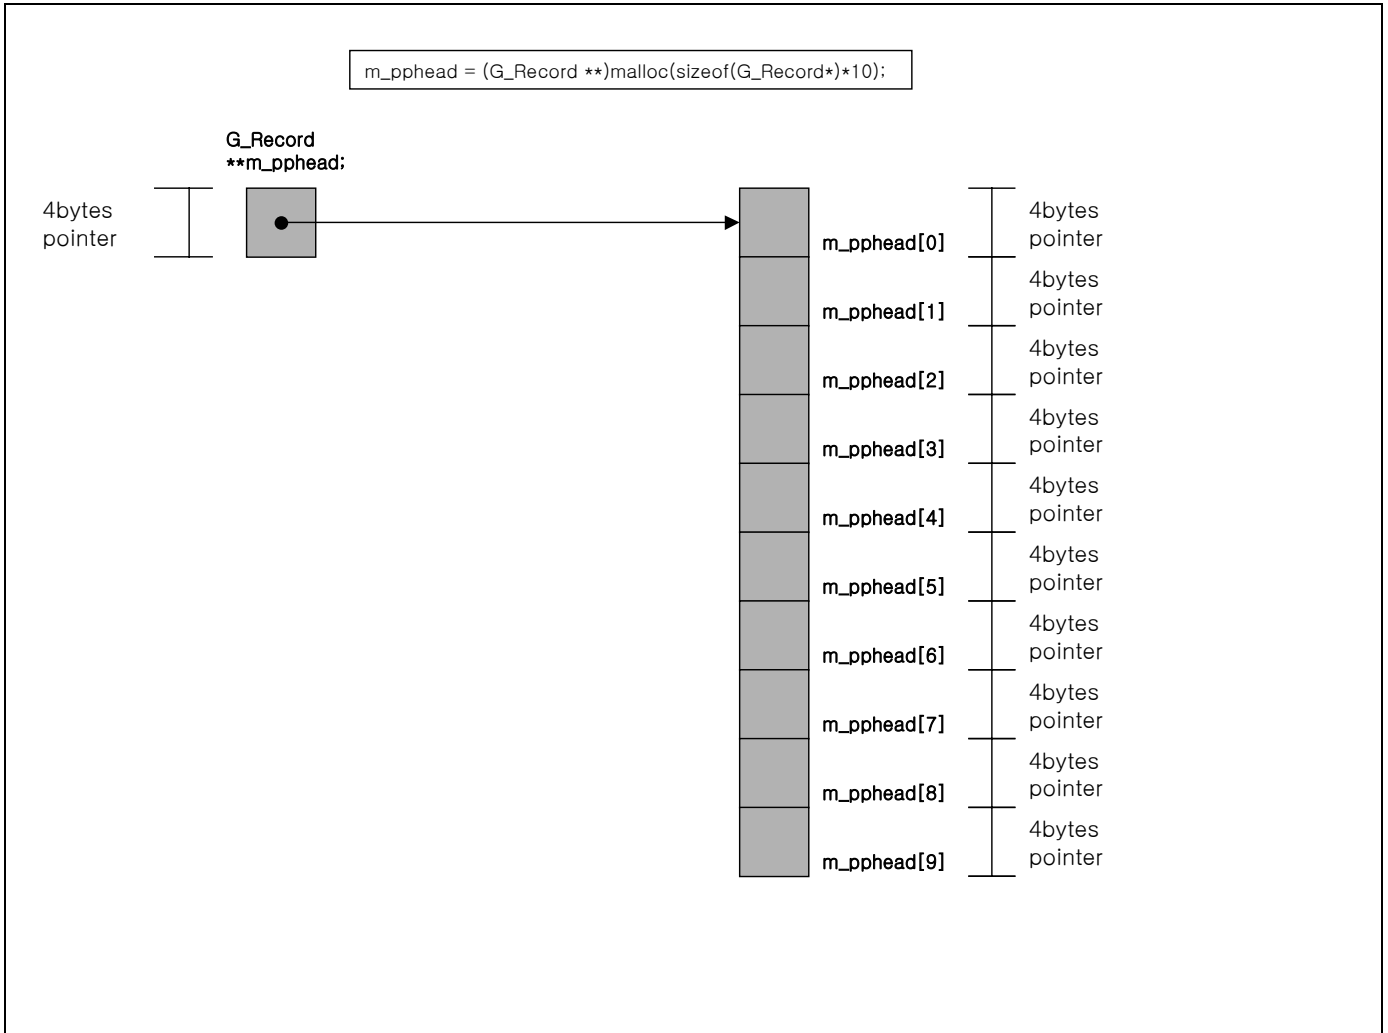 m_pphead = (G_Record **)malloc(sizeof(G_Record*)*10);
G_Record
**m_pphead;
4bytes
pointer
4bytes
pointer
m_pphead[0]
4bytes
pointer
m_pphead[1]
4bytes
pointer
m_pphead[2]
4bytes
pointer
m_pphead[3]
4bytes
pointer
m_pphead[4]
4bytes
pointer
m_pphead[5]
4bytes
pointer
m_pphead[6]
4bytes
pointer
m_pphead[7]
4bytes
pointer
m_pphead[8]
4bytes
pointer
m_pphead[9]